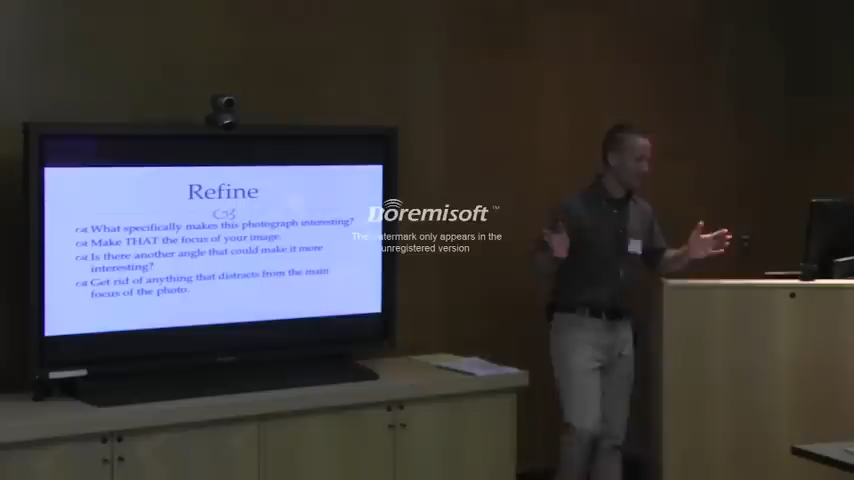 Refine
What specifically makes this photograph interesting?
Make THAT the focus of your image.
Is there another angle that could make it more
interesting?
Get rid of anything that distracts from the main
focus of the photo.
Doremisoft™
The watermark only appears in the
unregistered version